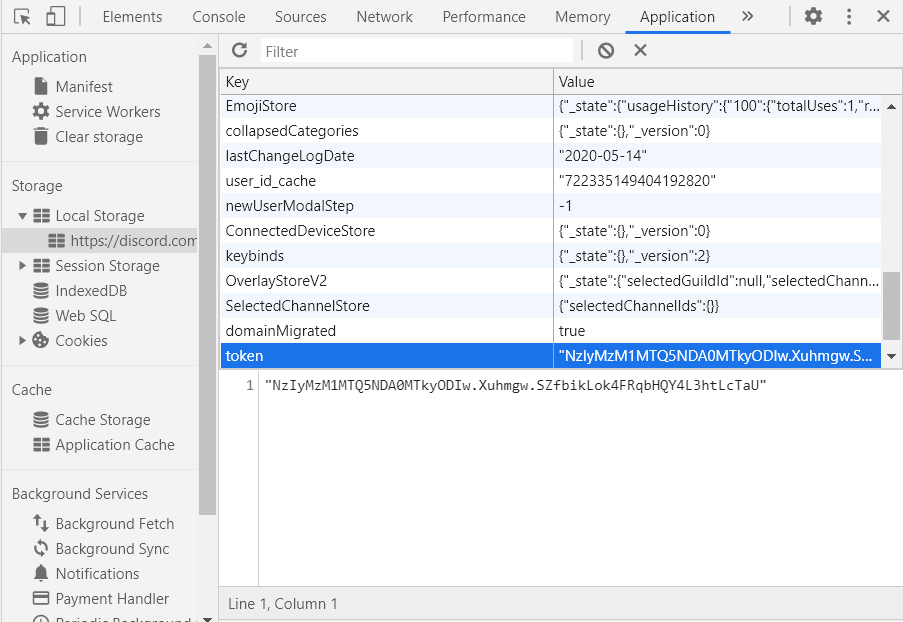 Elements Console Sources Network Performance Memory Application
Filter
Application
Manifest
Service Workers
Clear storage
Storage
Local Storage
https://discord.com
Session Storage
IndexedDB
Web SQL
Cookies
Cache
Cache Storage
Application Cache
Background Services
Background Fetch
Background Sync
Notifications
Payment Handler
Periodic Background
Key Value
EmojiStore {"_state":{"usageHistory":{"100":{"totalUses":1,"r...
collapsedCategories {"_state":{},"_version":0}
lastChangeLogDate "2020-05-14"
user_id_cache "722335149404192820"
newUserModalStep -1
ConnectedDeviceStore {"_state":{},"_version":0}
keybinds {"_state":{},"_version":2}
OverlayStoreV2 {"_state":{"selectedGuildId":null,"selectedChann...
SelectedChannelStore {"selectedChannelIds":{}}
domainMigrated true
token "NzIyMzM1MTQ5NDA0MTkyODIw.Xuhmgw.S...
1 "NzIyMzM1MTQ5NDA0MTkyODIw.Xuhmgw.SZfbikLok4FRqbHQY4L3htLcTaU"
Line 1, Column 1